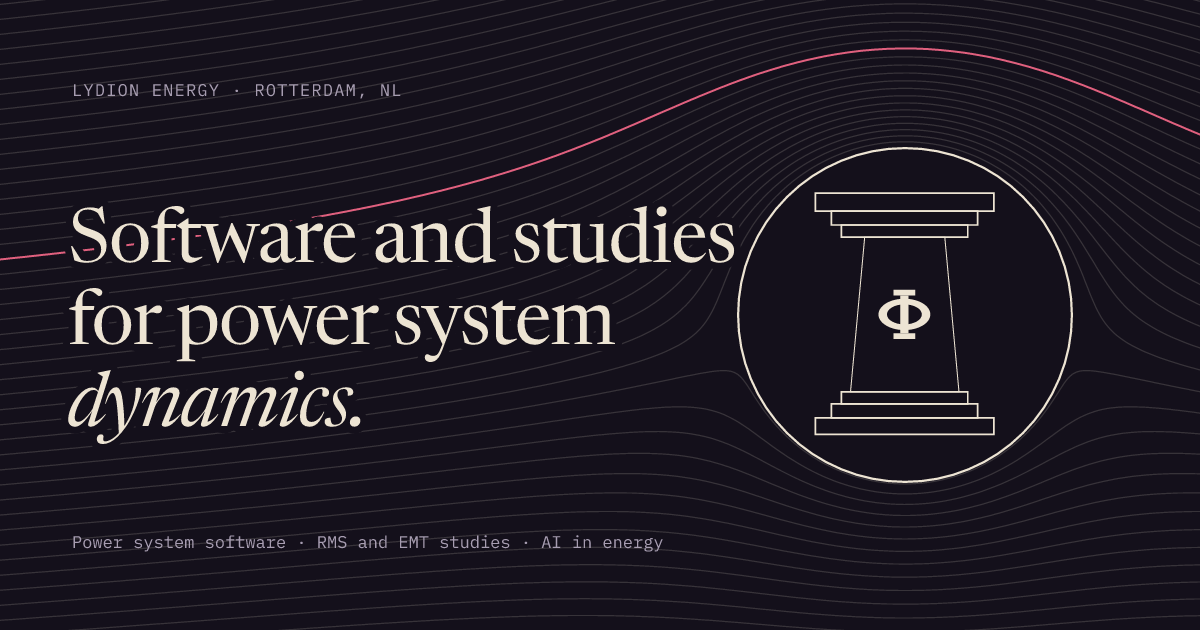 LYDION ENERGY · ROTTERDAM, NL
Software and studies
for power system
dynamics.
Φ
Power system software · RMS and EMT studies · AI in energy